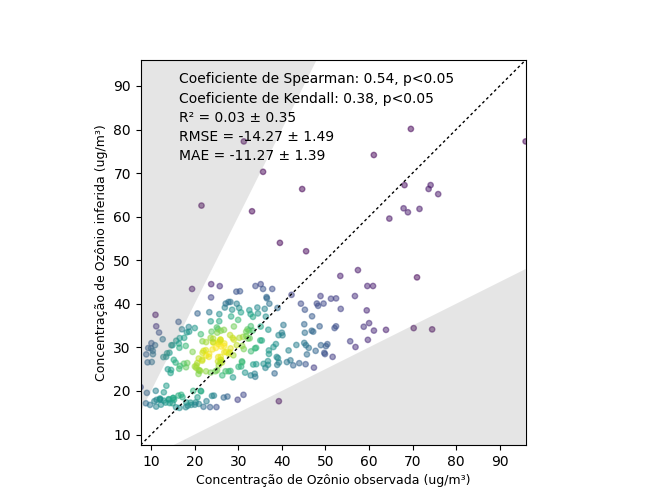 Coeficiente de Spearman: 0.54, p<0.05
Coeficiente de Kendall: 0.38, p<0.05
R² = 0.03 ± 0.35
RMSE = -14.27 ± 1.49
MAE = -11.27 ± 1.39
Concentração de Ozônio inferida (ug/m³)
90
80
70
60
50
40
30
20
10
10 20 30 40 50 60 70 80 90
Concentração de Ozônio observada (ug/m³)